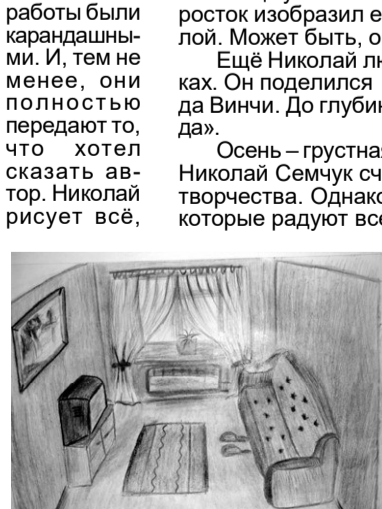 работы были
карандашны-
ми. И, тем не
менее, они
полностью
передают то,
что хотел
сказать ав-
тор. Николай
рисует всё,
росток изобразил е
лой. Может быть, о
Ещё Николай лю
ках. Он поделился
да Винчи. До глубин
да».
Осень – грустная
Николай Семчук сч
творчества. Однако
которые радуют все